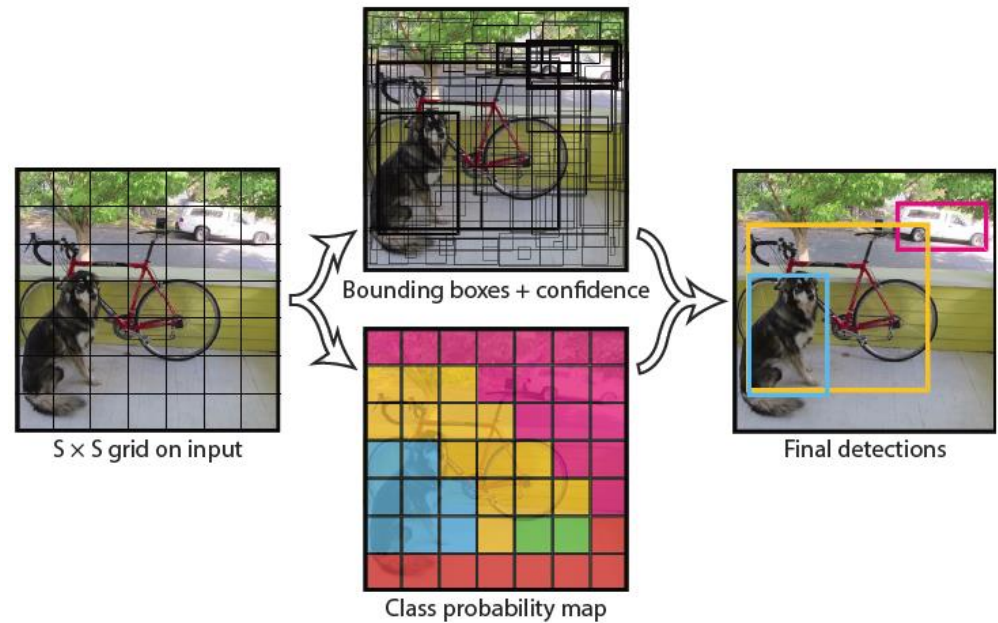 S × S grid on input
Bounding boxes + confidence
Class probability map
Final detections